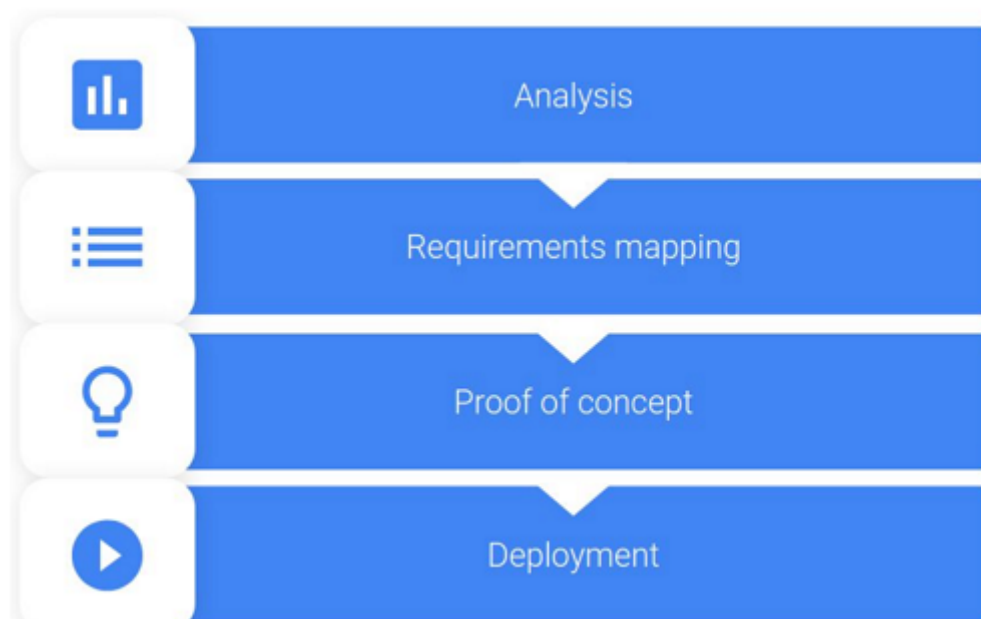 Analysis
Requirements mapping
Proof of concept
Deployment